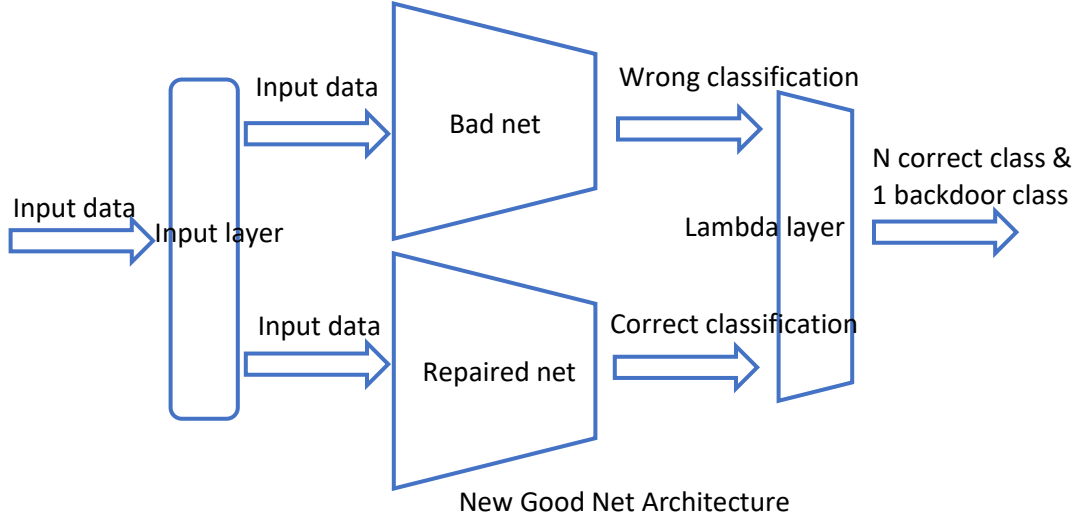 Input data
Input layer
Input data
Bad net
Wrong classification
Input data
Repaired net
Correct classification
Lambda layer
N correct class &
1 backdoor class
New Good Net Architecture